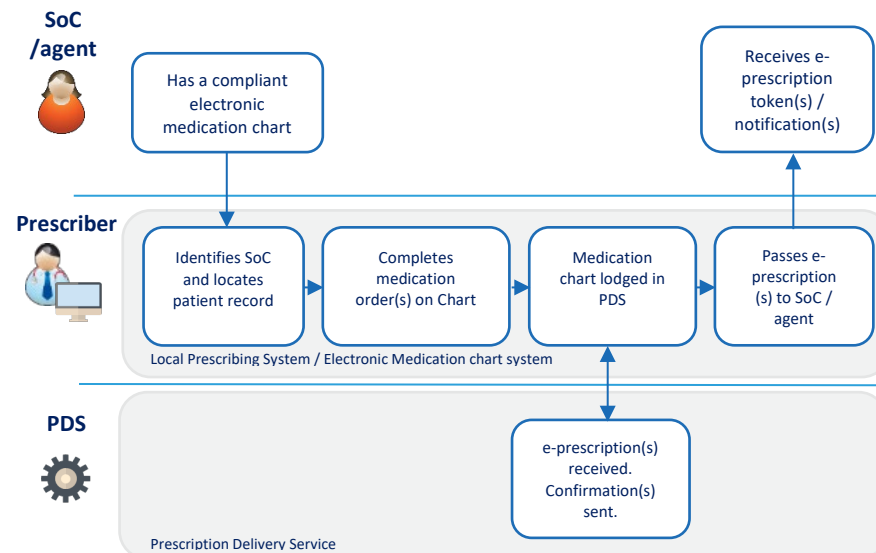 SoC
/agent
Has a compliant
electronic
medication chart
Receives e-
prescription
token(s) /
notification(s)
Prescriber
Identifies SoC
and locates
patient record
Completes
medication
order(s) on Chart
Medication
chart lodged in
PDS
Passes e-
prescription
(s) to SoC /
agent
Local Prescribing System / Electronic Medication chart system
PDS
e-prescription(s)
received.
Confirmation(s)
sent.
Prescription Delivery Service